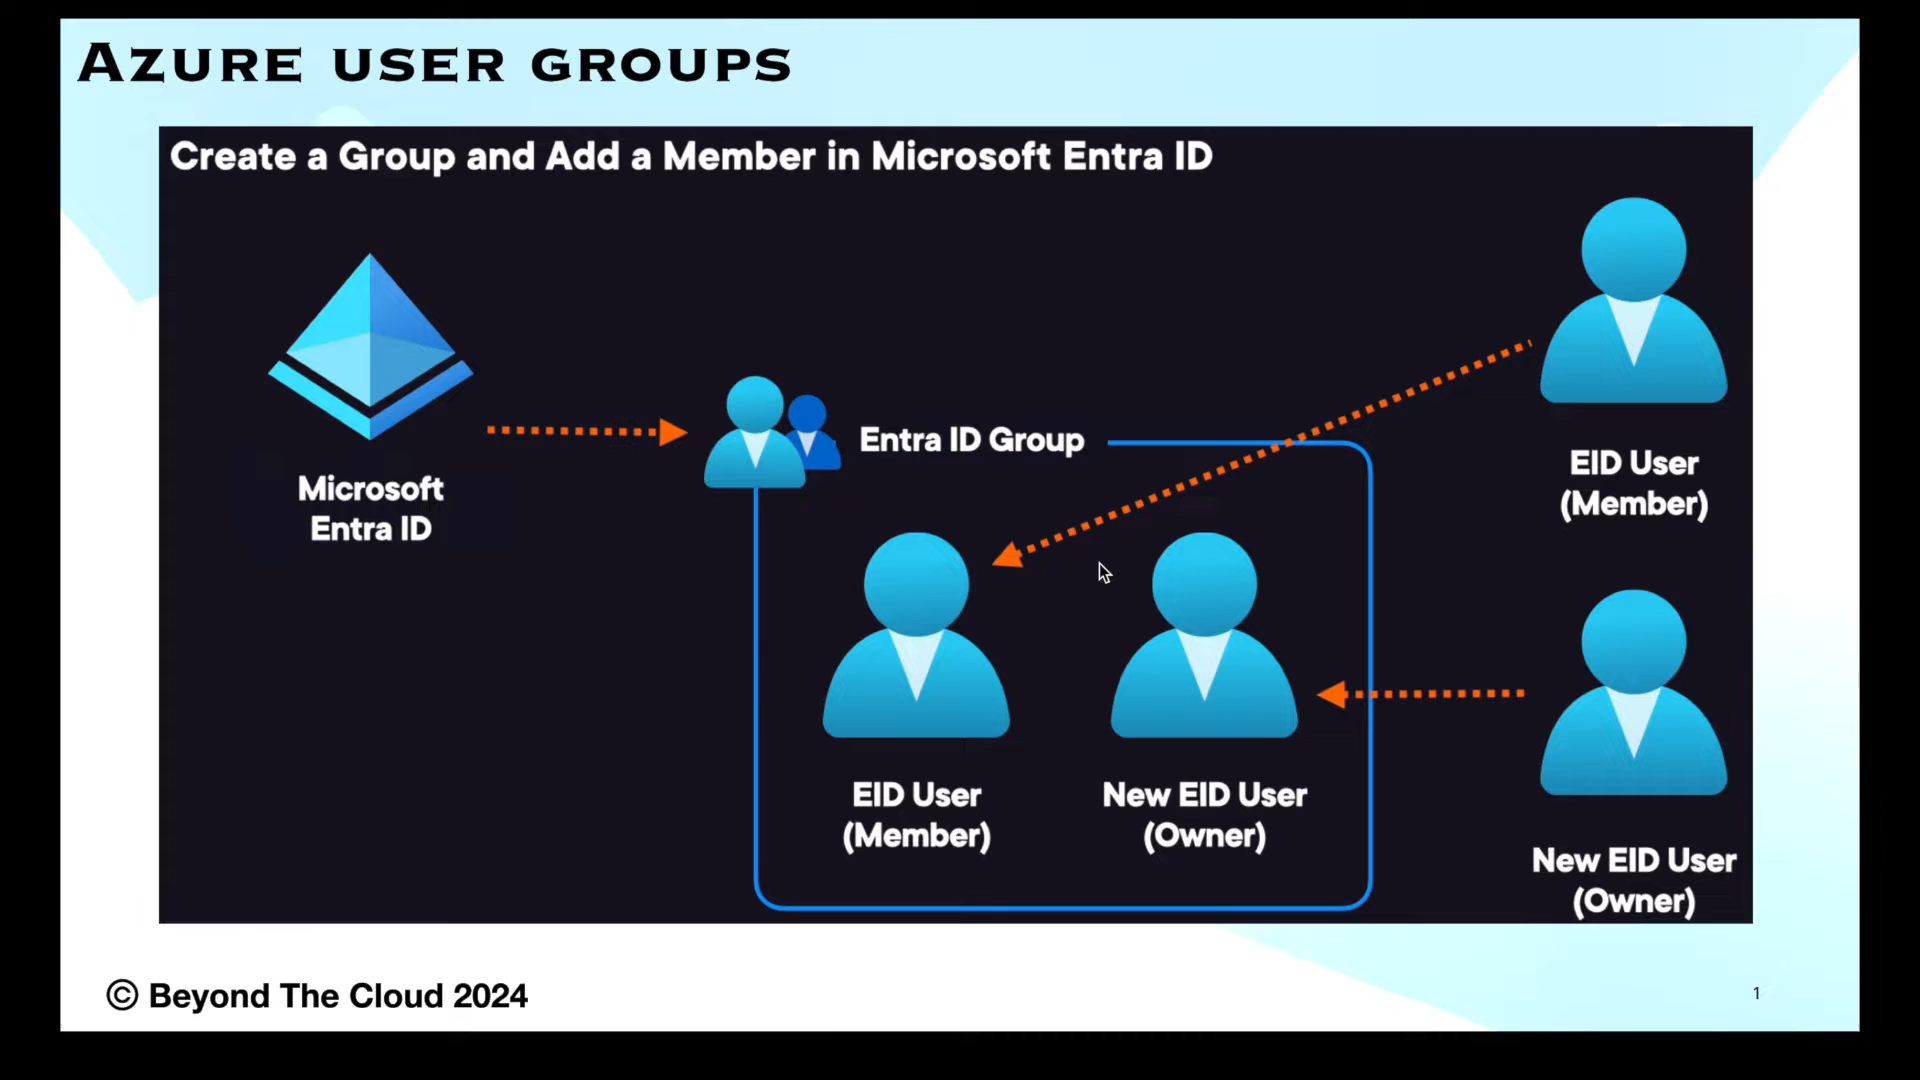 AZURE USER GROUPS
Create a Group and Add a Member in Microsoft Entra ID
Microsoft
Entra ID
Entra ID Group
EID User
(Member)
EID User
(Member)
New EID User
(Owner)
New EID User
(Owner)
© Beyond The Cloud 2024
1